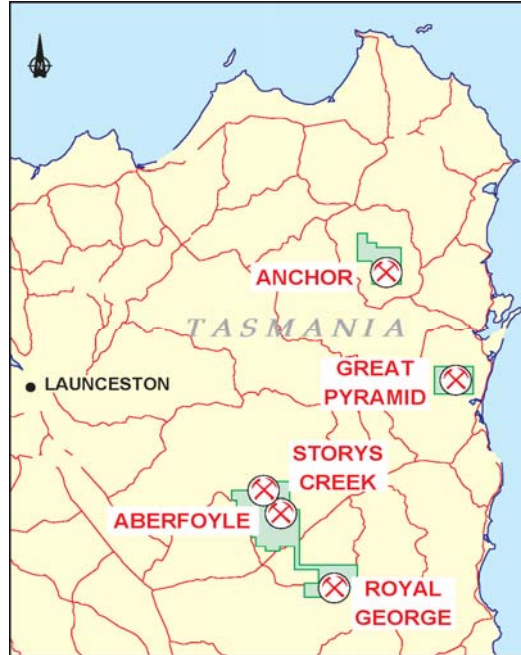 N
ANCHOR
TASMANIA
GREAT
PYRAMID
LAUNCESTON
STORYS
CREEK
ABERFOYLE
ROYAL
GEORGE